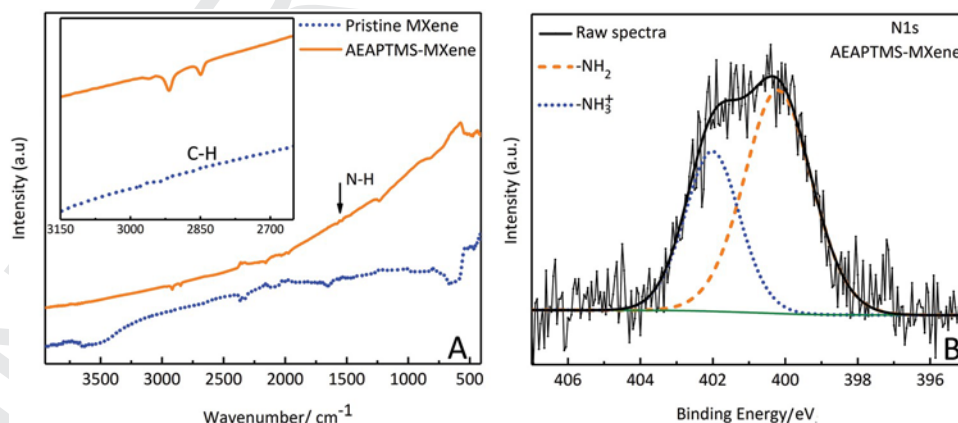 Pristine MXene
AEAPTMS-MXene
C-H
3150 3000 2850 2700
N-H
Intensity (a.u)
A
3500 3000 2500 2000 1500 1000 500
Wavenumber/ cm⁻¹
Raw spectra
-NH₂
-NH₃⁺
N1s
AEAPTMS-MXene
Intensity (a.u.)
B
406 404 402 400 398 396
Binding Energy/eV